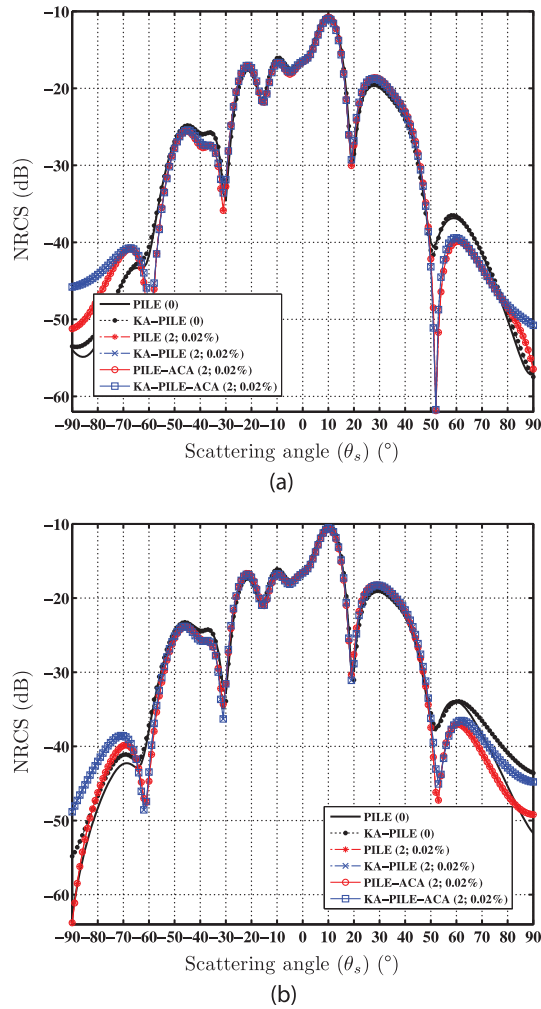 −10
−20
−30
−40
−50
−60
NRCS (dB)
PILE (0)
KA−PILE (0)
PILE (2; 0.02%)
KA−PILE (2; 0.02%)
PILE−ACA (2; 0.02%)
KA−PILE−ACA (2; 0.02%)
−90−80−70−60−50−40−30−20−10 0 10 20 30 40 50 60 70 80 90
Scattering angle (θs) (°)
(a)
−10
−20
−30
−40
−50
−60
NRCS (dB)
PILE (0)
KA−PILE (0)
PILE (2; 0.02%)
KA−PILE (2; 0.02%)
PILE−ACA (2; 0.02%)
KA−PILE−ACA (2; 0.02%)
−90−80−70−60−50−40−30−20−10 0 10 20 30 40 50 60 70 80 90
Scattering angle (θs) (°)
(b)